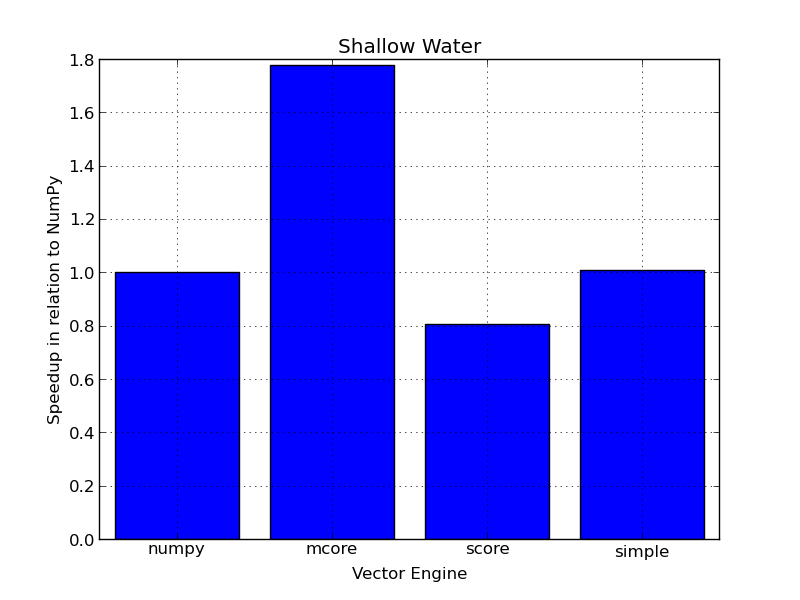 Shallow Water
Speedup in relation to NumPy
1.8
1.6
1.4
1.2
1.0
0.8
0.6
0.4
0.2
0.0
numpy mcore score simple
Vector Engine